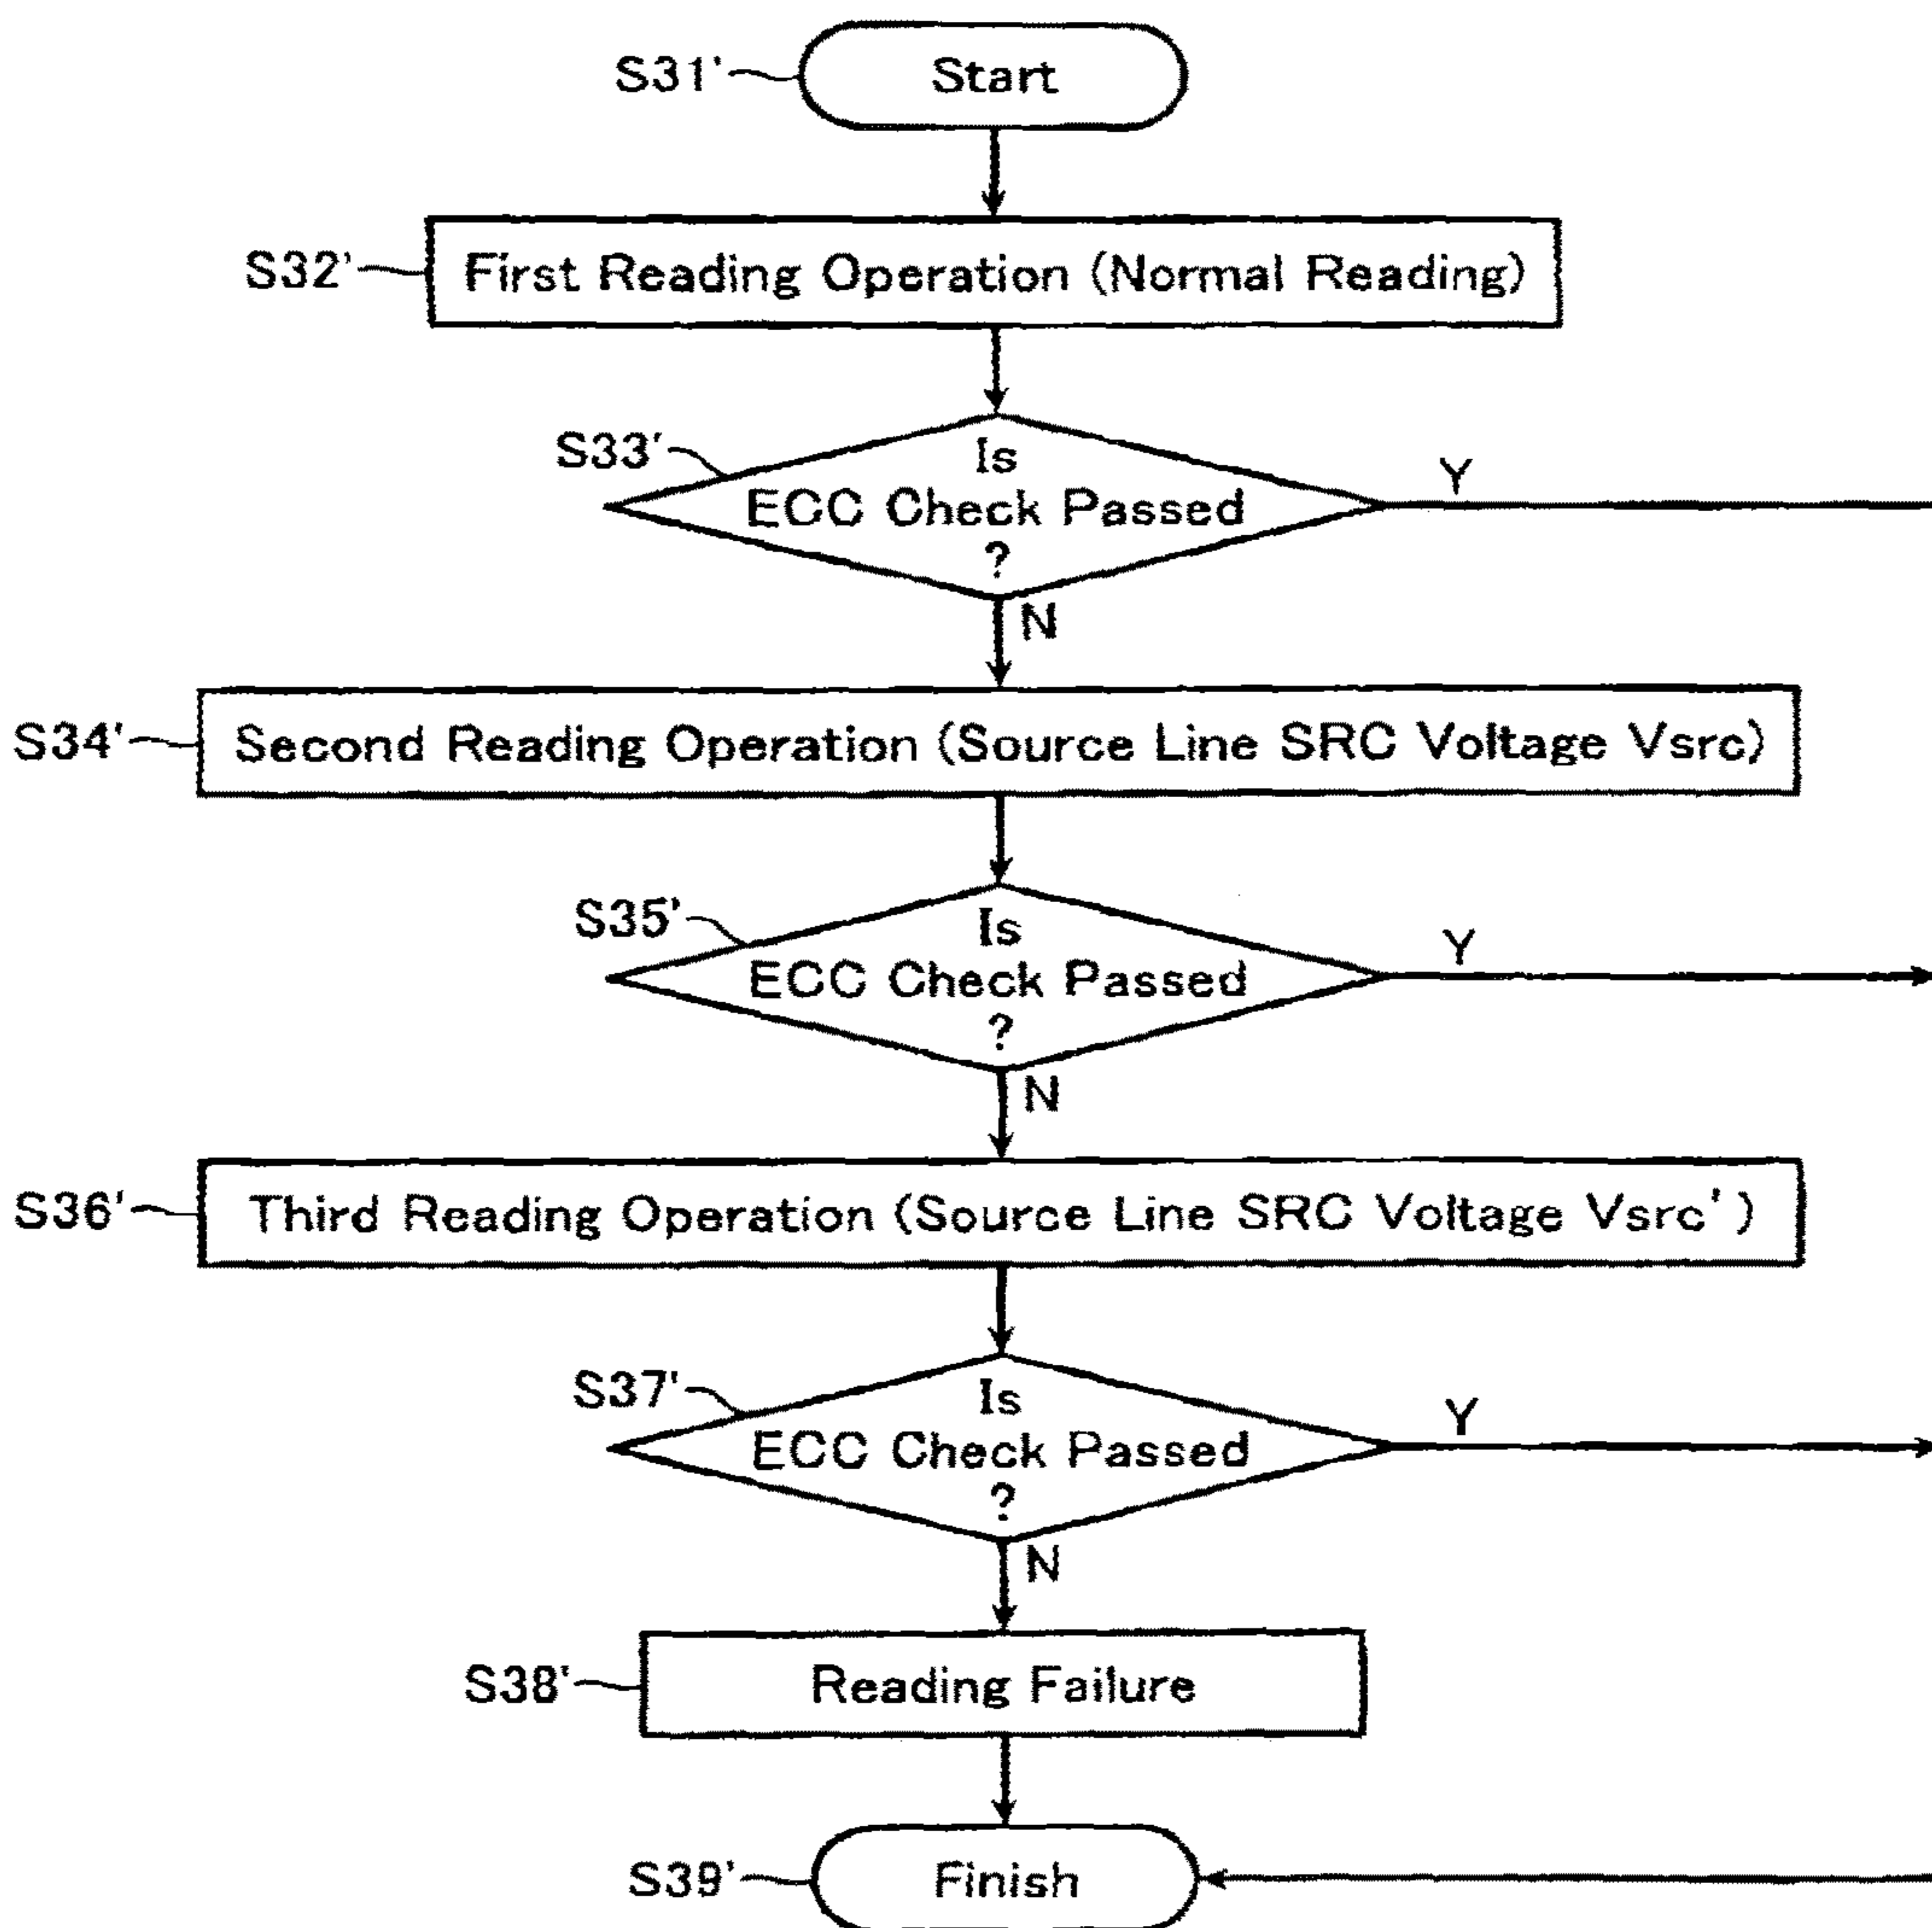 S31' Start
S32' First Reading Operation (Normal Reading)
S33' Is
ECC Check Passed
?
Y
N
S34' Second Reading Operation (Source Line SRC Voltage Vsrc)
S35' Is
ECC Check Passed
?
Y
N
S36' Third Reading Operation (Source Line SRC Voltage Vsrc')
S37' Is
ECC Check Passed
?
Y
N
S38' Reading Failure
S39' Finish